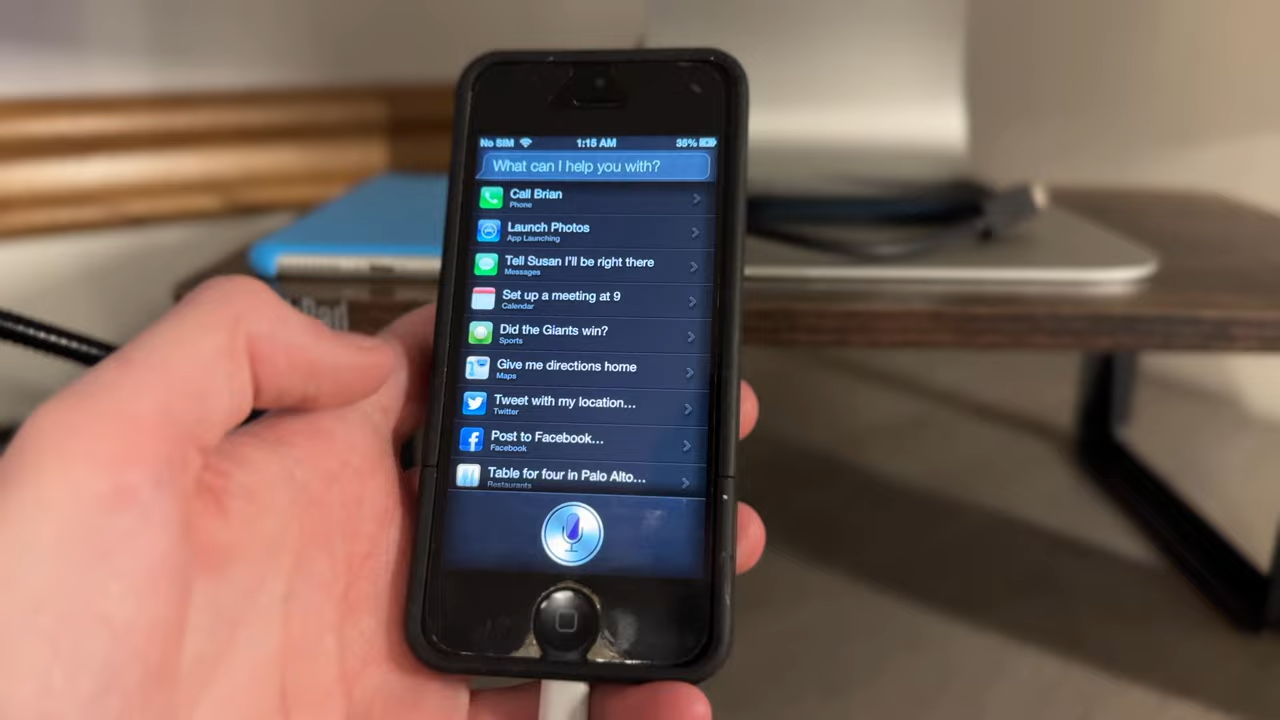 No SIM 1:15 AM 35%
What can I help you with?
Call Brian
Phone
Launch Photos
App Launching
Tell Susan I'll be right there
Messages
Set up a meeting at 9
Calendar
Did the Giants win?
Sports
Give me directions home
Maps
Tweet with my location...
Twitter
Post to Facebook...
Facebook
Table for four in Palo Alto...
Restaurants
Pad